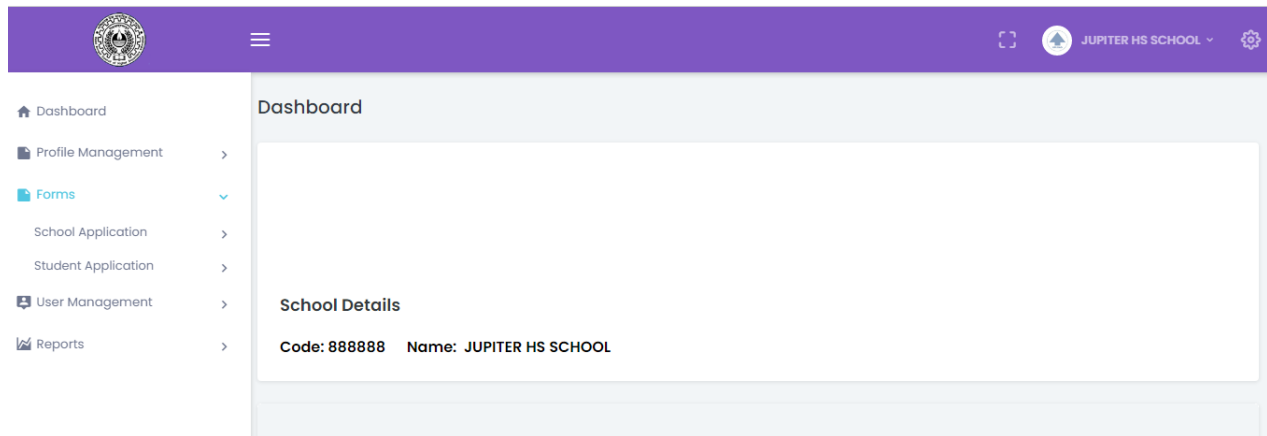 JUPITER HS SCHOOL
Dashboard
Profile Management
Forms
School Application
Student Application
User Management
Reports
Dashboard
School Details
Code: 888888 Name: JUPITER HS SCHOOL